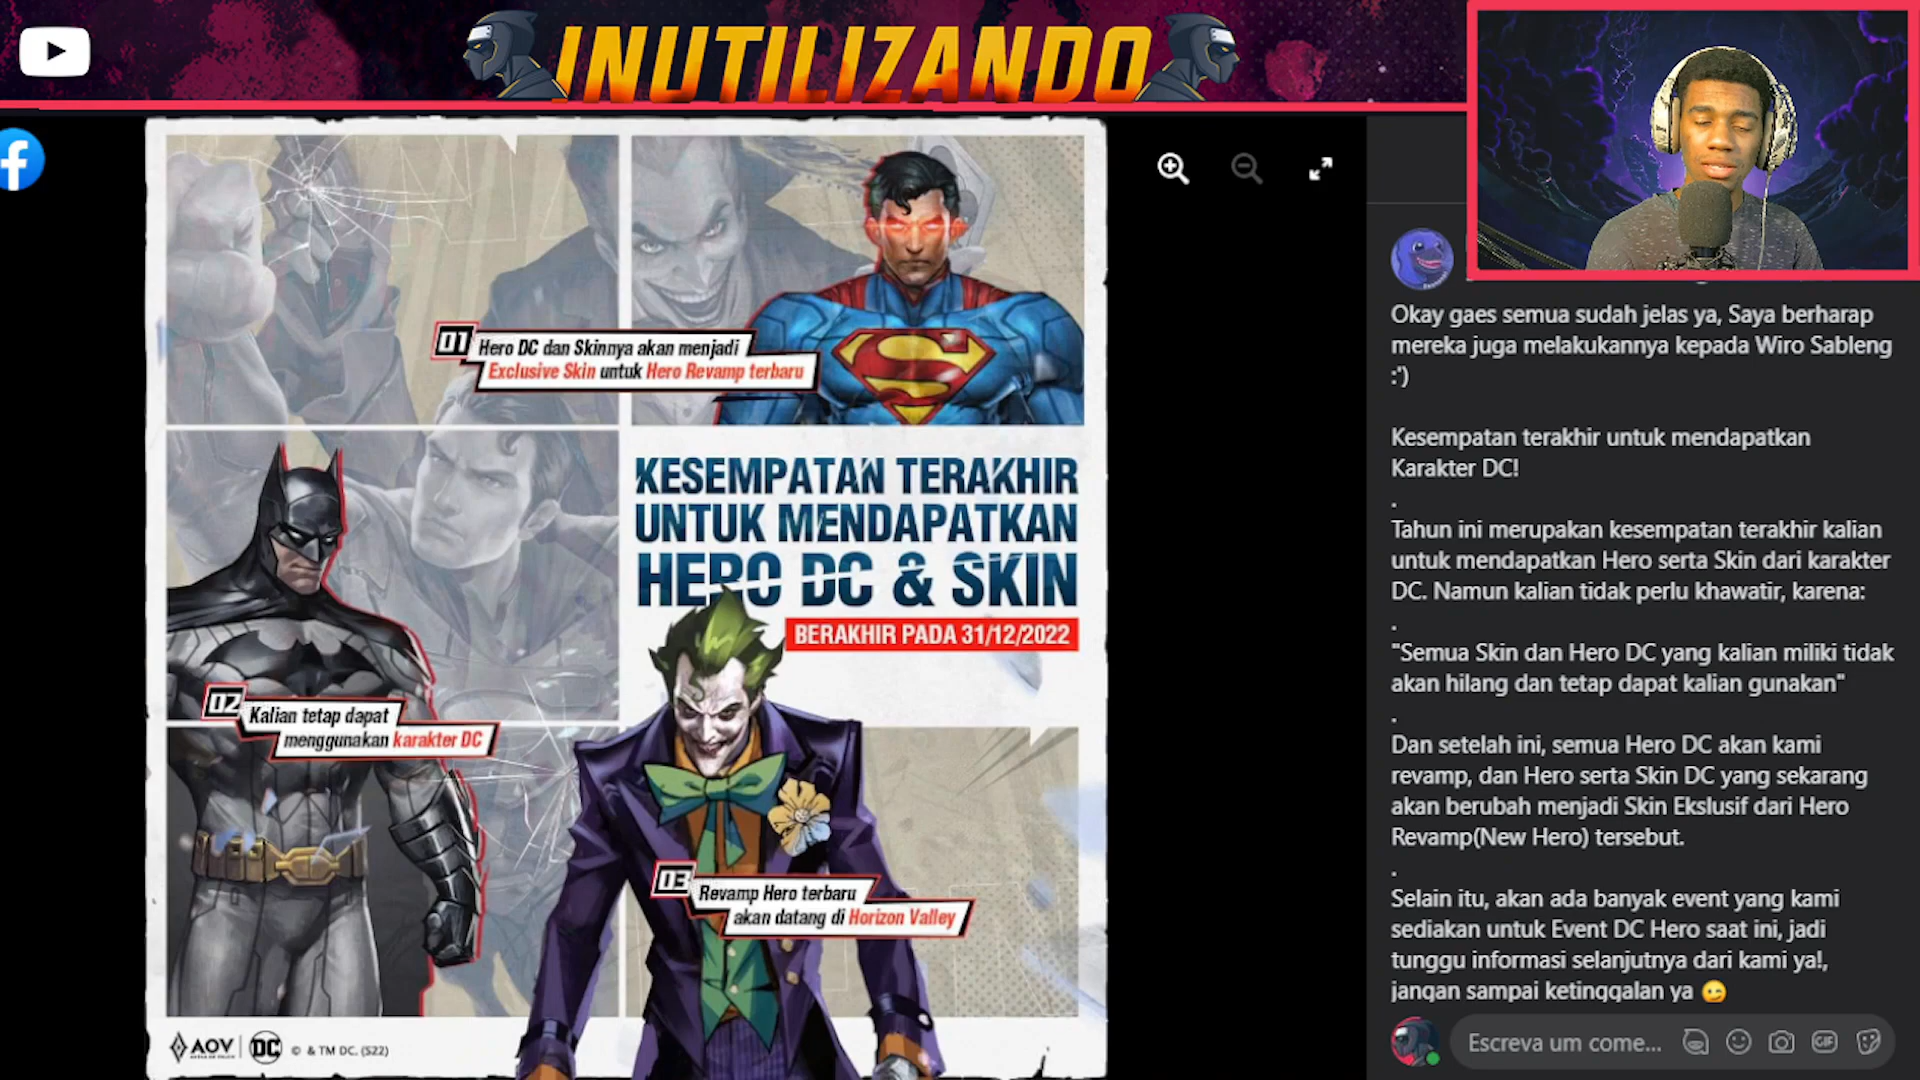 INUTILIZANDO
01
Hero DC dan Skinnya akan menjadi
Exclusive Skin untuk Hero Revamp terbaru
KESEMPATAN TERAKHIR
UNTUK MENDAPATKAN
HERO DC & SKIN
BERAKHIR PADA 31/12/2022
02
Kalian tetap dapat
menggunakan karakter DC
03
Revamp Hero terbaru
akan datang di Horizon Valley
AOV
DC
© & TM DC. (S22)
Okay gaes semua sudah jelas ya, Saya berharap
mereka juga melakukannya kepada Wiro Sableng
:')
Kesempatan terakhir untuk mendapatkan
Karakter DC!
.
Tahun ini merupakan kesempatan terakhir kalian
untuk mendapatkan Hero serta Skin dari karakter
DC. Namun kalian tidak perlu khawatir, karena:
.
"Semua Skin dan Hero DC yang kalian miliki tidak
akan hilang dan tetap dapat kalian gunakan"
.
Dan setelah ini, semua Hero DC akan kami
revamp, dan Hero serta Skin DC yang sekarang
akan berubah menjadi Skin Ekslusif dari Hero
Revamp(New Hero) tersebut.
.
Selain itu, akan ada banyak event yang kami
sediakan untuk Event DC Hero saat ini, jadi
tunggu informasi selanjutnya dari kami ya!,
jangan sampai ketinggalan ya 😉
Escreva um come...
GIF